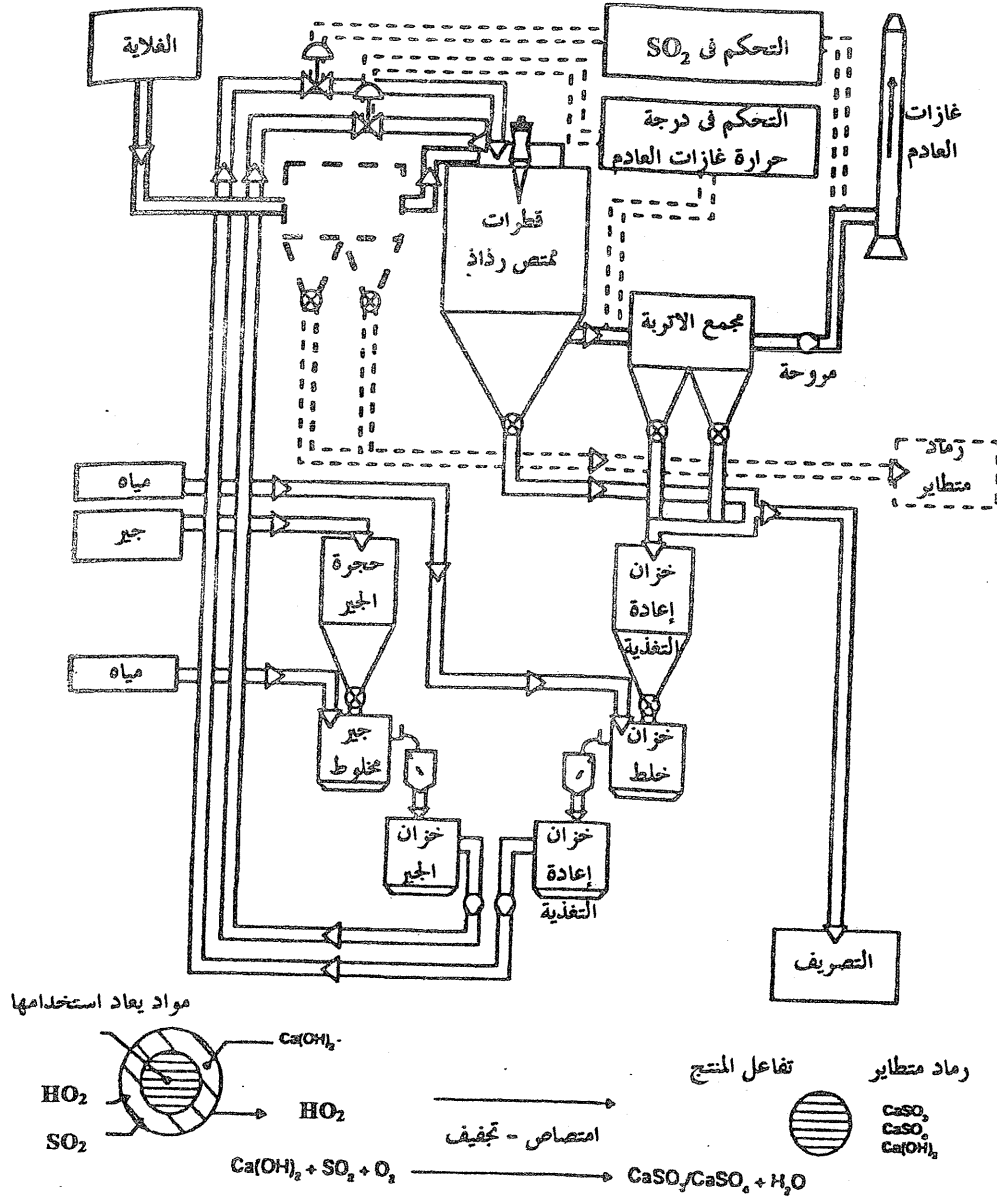 الغلاية
التحكم فى SO₂
التحكم فى درجة
حرارة غازات العادم
غازات
العادم
قطرات
ممتص رذاذ
مجمع الاتربة
مروحة
رماد
متطاير
مياه
جير
حجرة
الجير
خزان
إعادة
التغذية
مياه
جير
مخلوط
خزان
خلط
خزان
الجير
خزان
إعادة
التغذية
التصريف
مواد يعاد استخدامها
Ca(OH)₂
HO₂
SO₂
HO₂
امتصاص - تجفيف
تفاعل المنتج
رماد متطاير
CaSO₃
CaSO₄
Ca(OH)₂
Ca(OH)₂ + SO₂ + O₂
CaSO₃/CaSO₄ + H₂O